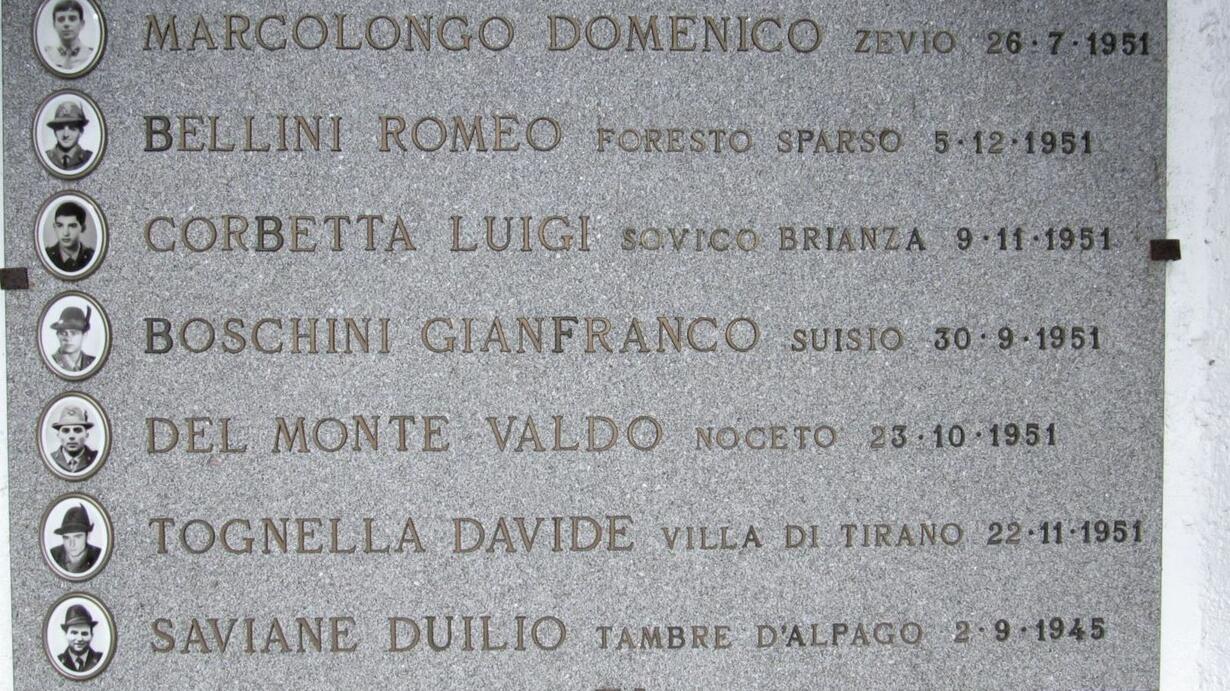 MARCOLONGO DOMENICO ZEVIO 26·7·1951
BELLINI ROMEO FORESTO SPARSO 5·12·1951
CORBETTA LUIGI SOVICO BRIANZA 9·11·1951
BOSCHINI GIANFRANCO SUISIO 30·9·1951
DEL MONTE VALDO NOCETO 23·10·1951
TOGNELLA DAVIDE VILLA DI TIRANO 22·11·1951
SAVIANE DUILIO TAMBRE D'ALPAGO 2·9·1945